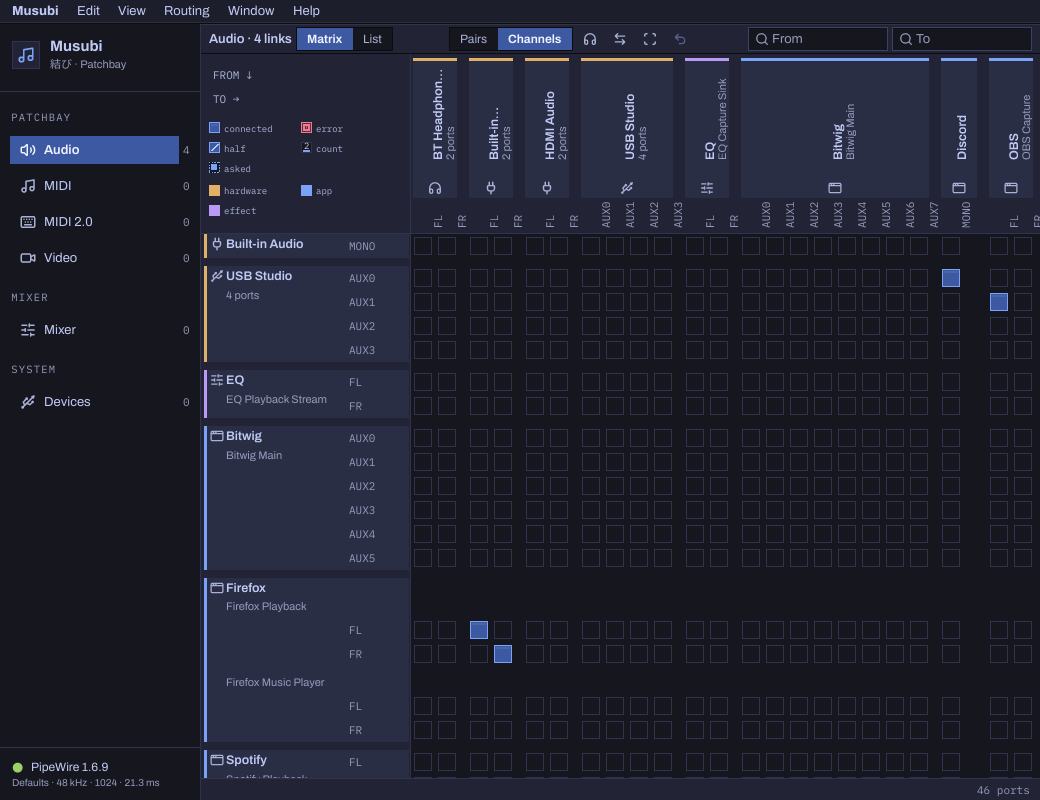 Musubi Audio Edit View Routing Window Help
Musubi
結び · Patchbay
PATCHBAY
Audio 4
MIDI 0
MIDI 2.0 0
Video 0
MIXER
Mixer 0
SYSTEM
Devices 0
PipeWire 1.6.9
Defaults · 48 kHz · 1024 · 21.3 ms
Audio · 4 links Matrix List Pairs Channels From To
FROM ↓
TO →
connected error
half 2 count
asked
hardware app
effect
BT Headphon…
2 ports
Built-in…
2 ports
HDMI Audio
2 ports
USB Studio
4 ports
EQ
EQ Capture Sink
Bitwig
Bitwig Main
Discord
OBS
OBS Capture
FL FR FL FR FL FR AUX0 AUX1 AUX2 AUX3 FL FR AUX0 AUX1 AUX2 AUX3 AUX4 AUX5 AUX6 AUX7 MONO FL FR
Built-in Audio MONO
USB Studio AUX0
4 ports AUX1
AUX2
AUX3
EQ FL
EQ Playback Stream FR
Bitwig AUX0
Bitwig Main AUX1
AUX2
AUX3
AUX4
AUX5
Firefox
Firefox Playback
FL
FR
Firefox Music Player
FL
FR
Spotify FL
Spotify Playback
46 ports